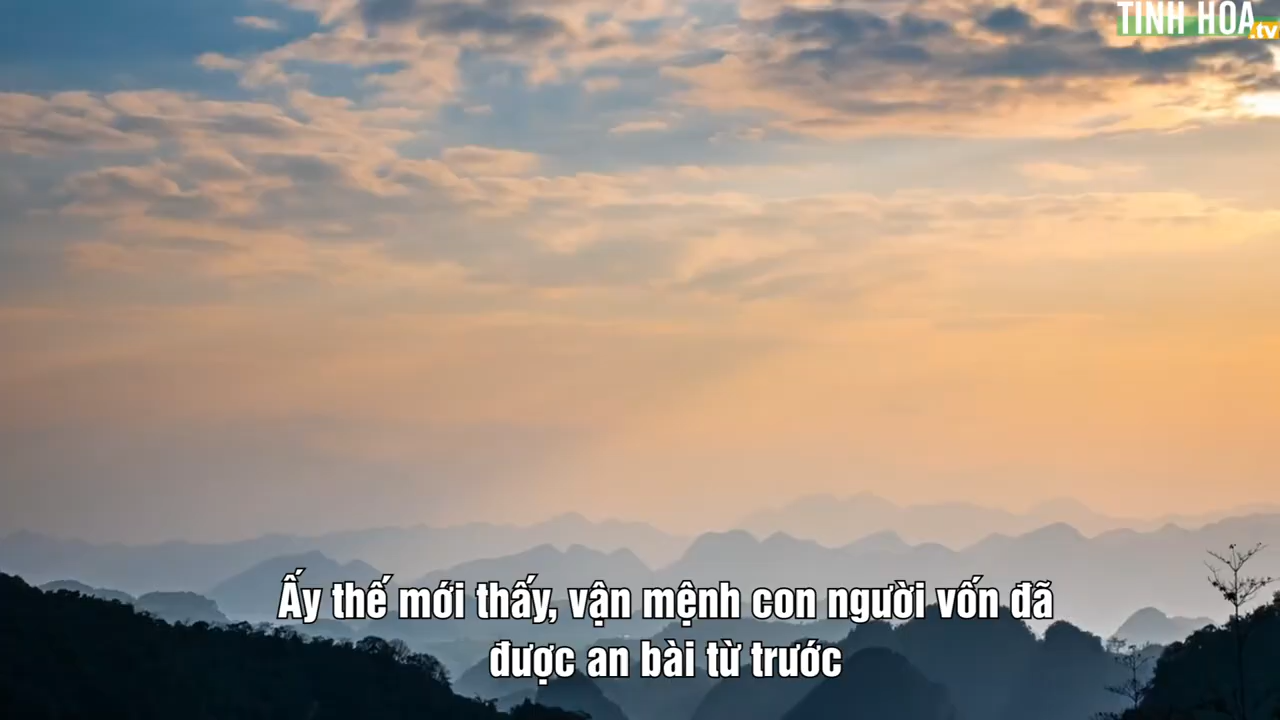 TINH HOA
.tv
Ấy thế mới thấy, vận mệnh con người vốn đã
được an bài từ trước